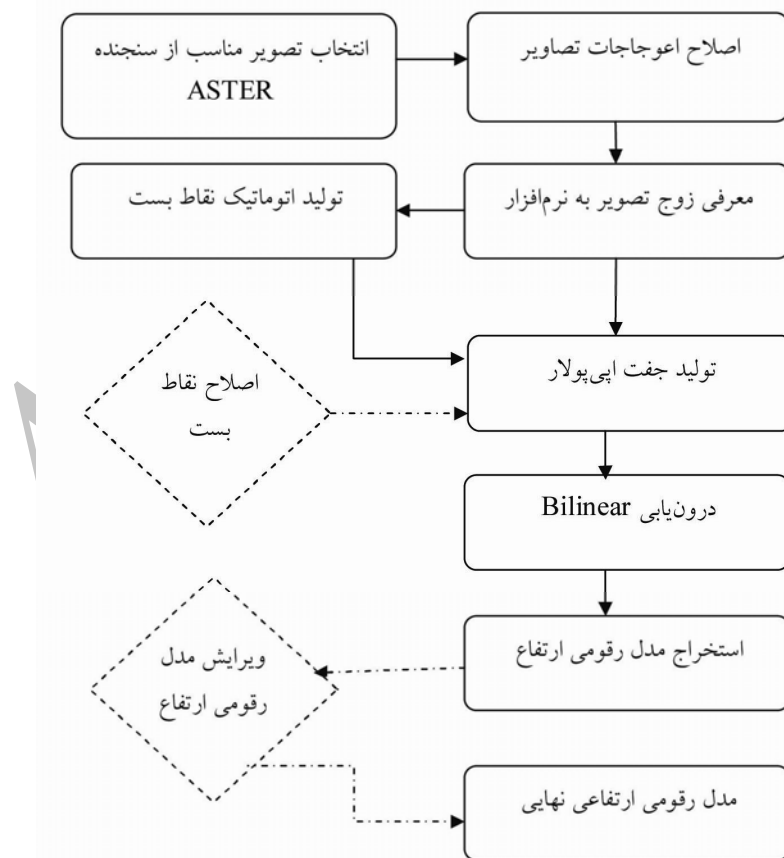 انتخاب تصویر مناسب از سنجنده
ASTER
اصلاح اعوجاجات تصاویر
معرفی زوج تصویر به نرم‌افزار
تولید اتوماتیک نقاط بست
تولید جفت اپی‌پولار
اصلاح نقاط
بست
درون‌یابی Bilinear
استخراج مدل رقومی ارتفاع
ویرایش مدل
رقومی ارتفاع
مدل رقومی ارتفاعی نهایی